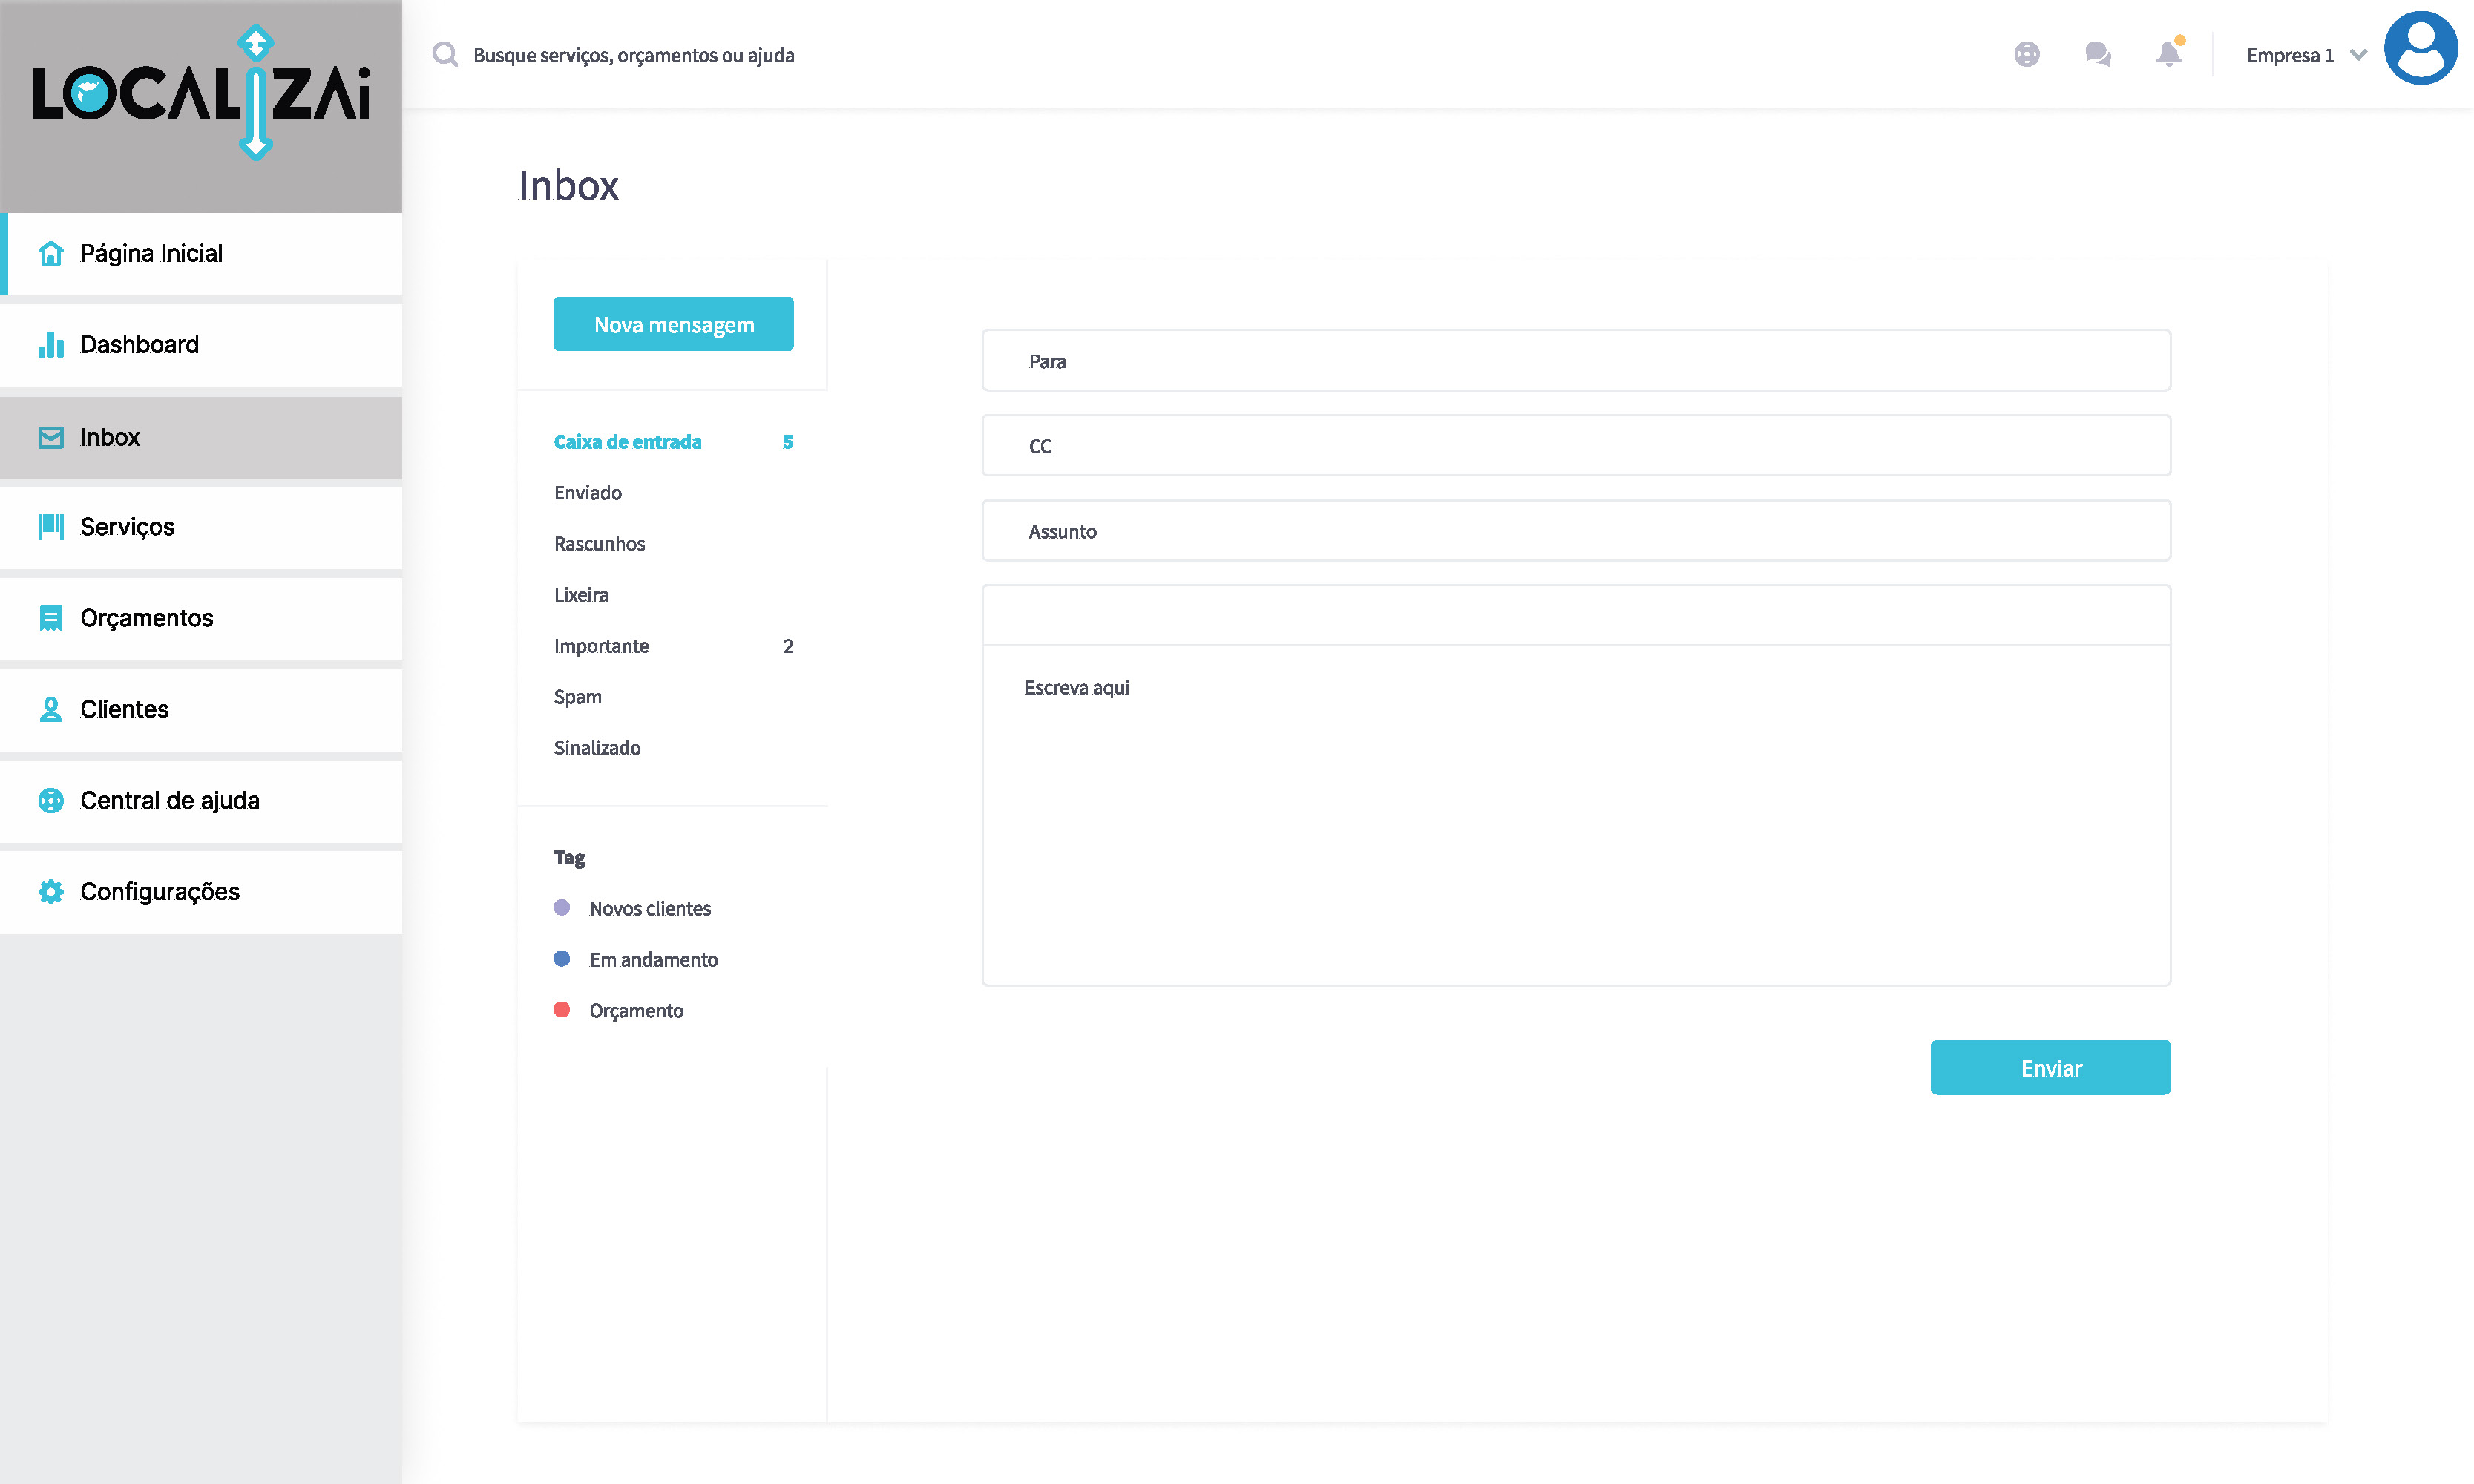 LOCALIZAi
Busque serviços, orçamentos ou ajuda
Empresa 1
Página Inicial
Dashboard
Inbox
Serviços
Orçamentos
Clientes
Central de ajuda
Configurações
Inbox
Nova mensagem
Caixa de entrada 5
Enviado
Rascunhos
Lixeira
Importante 2
Spam
Sinalizado
Tag
Novos clientes
Em andamento
Orçamento
Para
CC
Assunto
Escreva aqui
Enviar